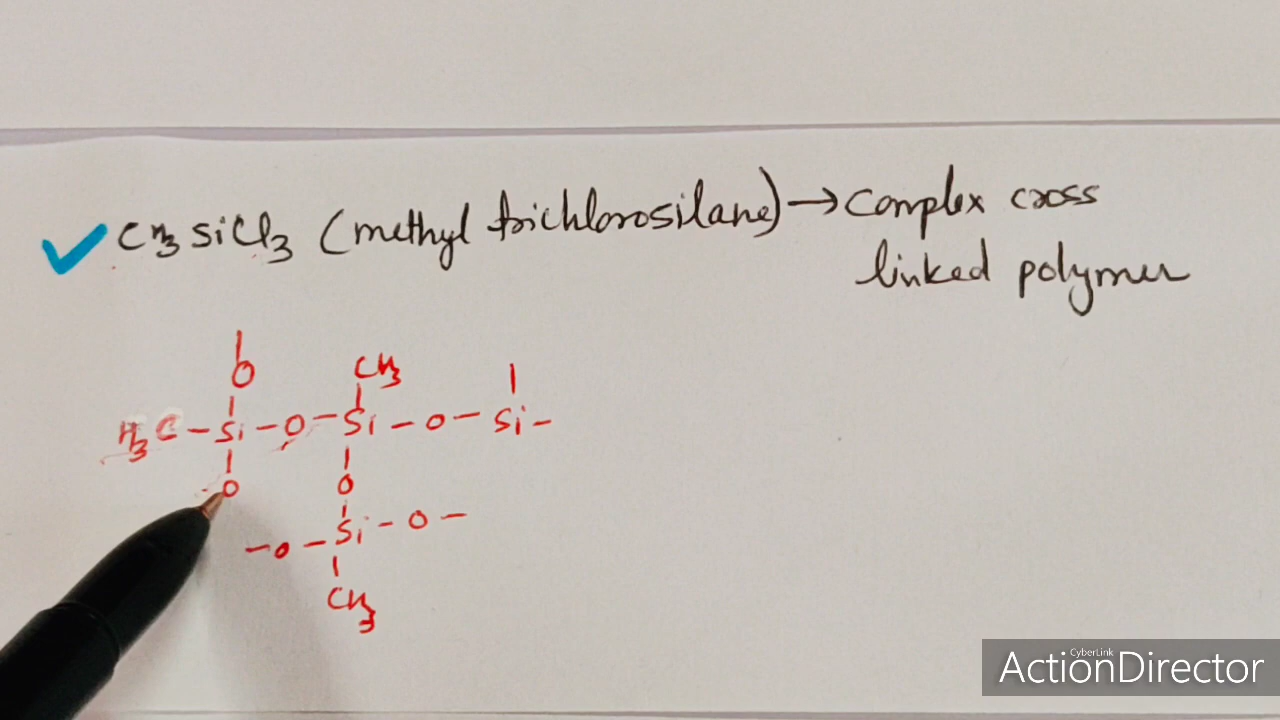 CH3 SiCl3 (methyl trichlorosilane) → Complex cross
linked polymer
O CH3
H3C - Si - O - Si - O - Si -
O O
- O - Si - O -
CH3
CyberLink
ActionDirector